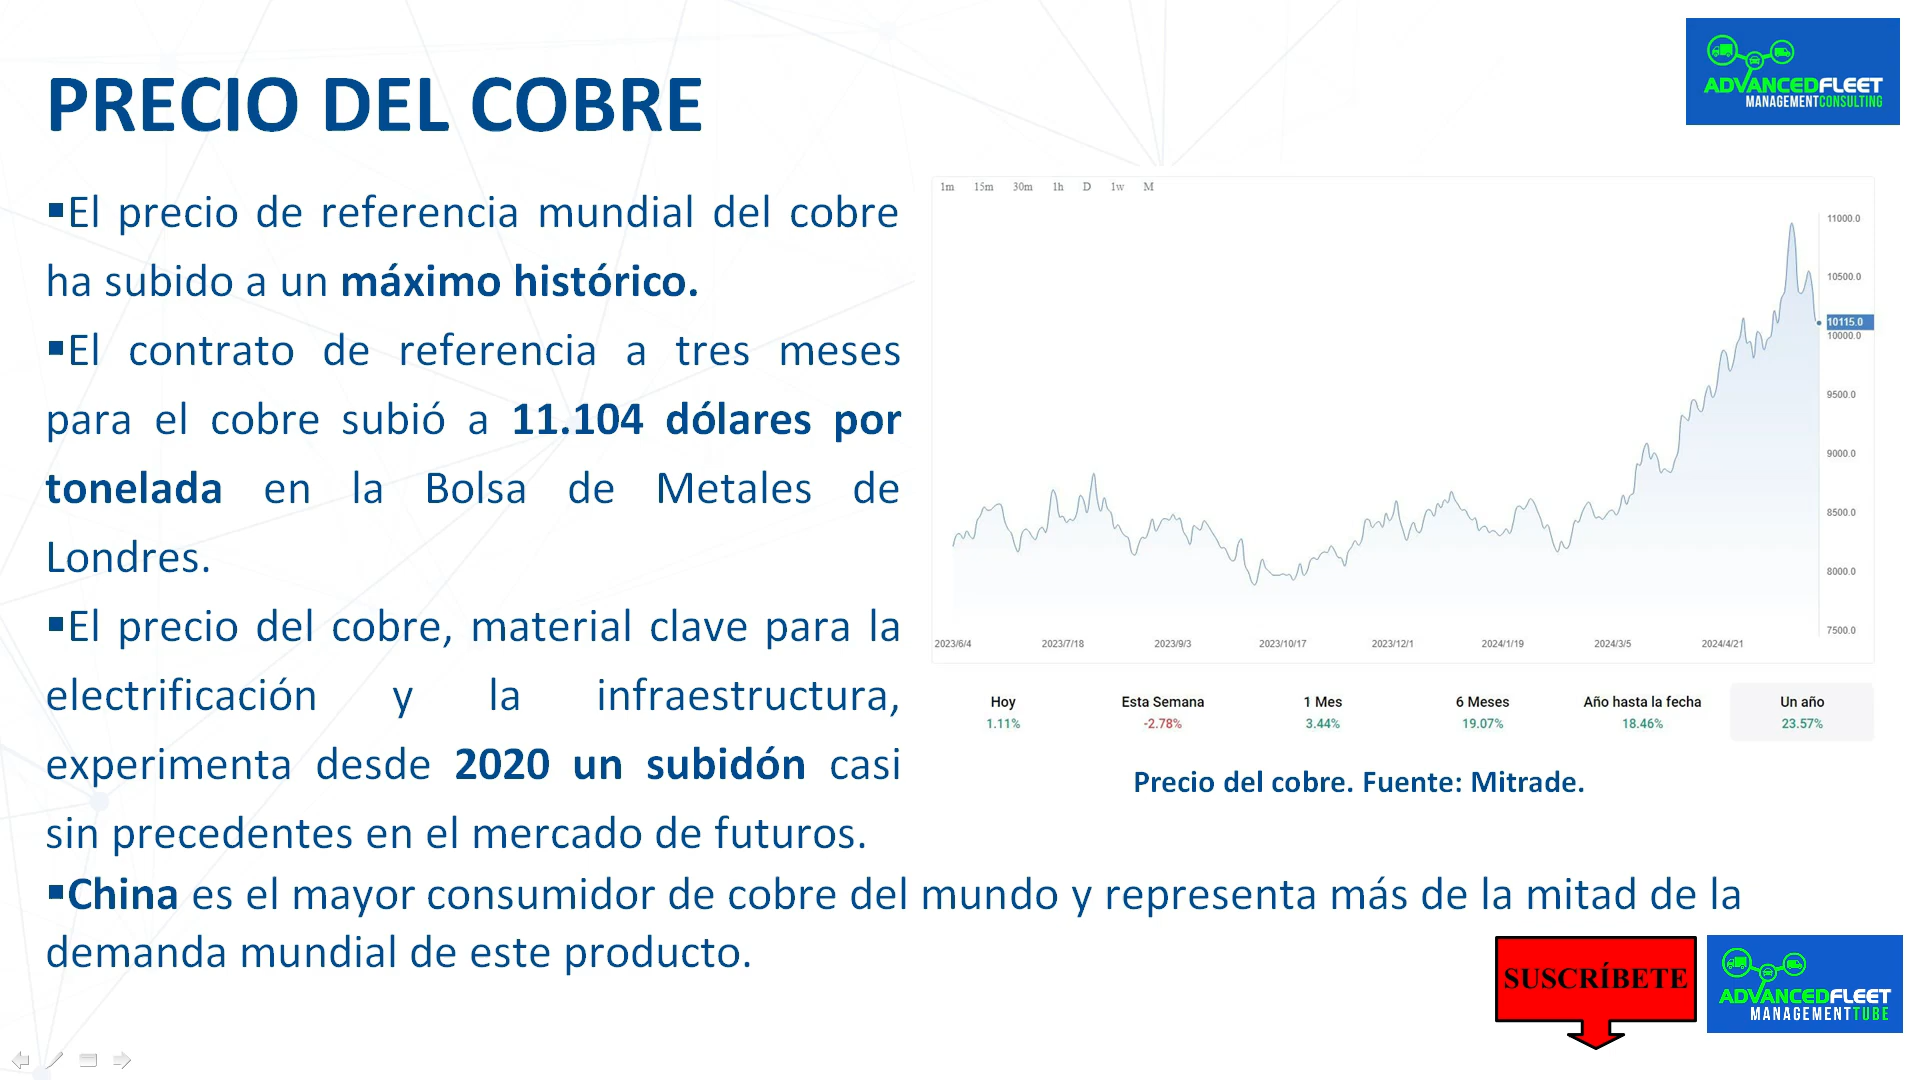 PRECIO DEL COBRE
ADVANCEDFLEET
MANAGEMENTCONSULTING
▪El precio de referencia mundial del cobre
ha subido a un máximo histórico.
▪El contrato de referencia a tres meses
para el cobre subió a 11.104 dólares por
tonelada en la Bolsa de Metales de
Londres.
▪El precio del cobre, material clave para la
electrificación y la infraestructura,
experimenta desde 2020 un subidón casi
sin precedentes en el mercado de futuros.
▪China es el mayor consumidor de cobre del mundo y representa más de la mitad de la
demanda mundial de este producto.
1m 15m 30m 1h D 1w M
11000.0
10500.0
10115.0
10000.0
9500.0
9000.0
8500.0
8000.0
7500.0
2023/6/4 2023/7/18 2023/9/3 2023/10/17 2023/12/1 2024/1/19 2024/3/5 2024/4/21
Hoy Esta Semana 1 Mes 6 Meses Año hasta la fecha Un año
1.11% -2.78% 3.44% 19.07% 18.46% 23.57%
Precio del cobre. Fuente: Mitrade.
SUSCRÍBETE
ADVANCEDFLEET
MANAGEMENTTUBE